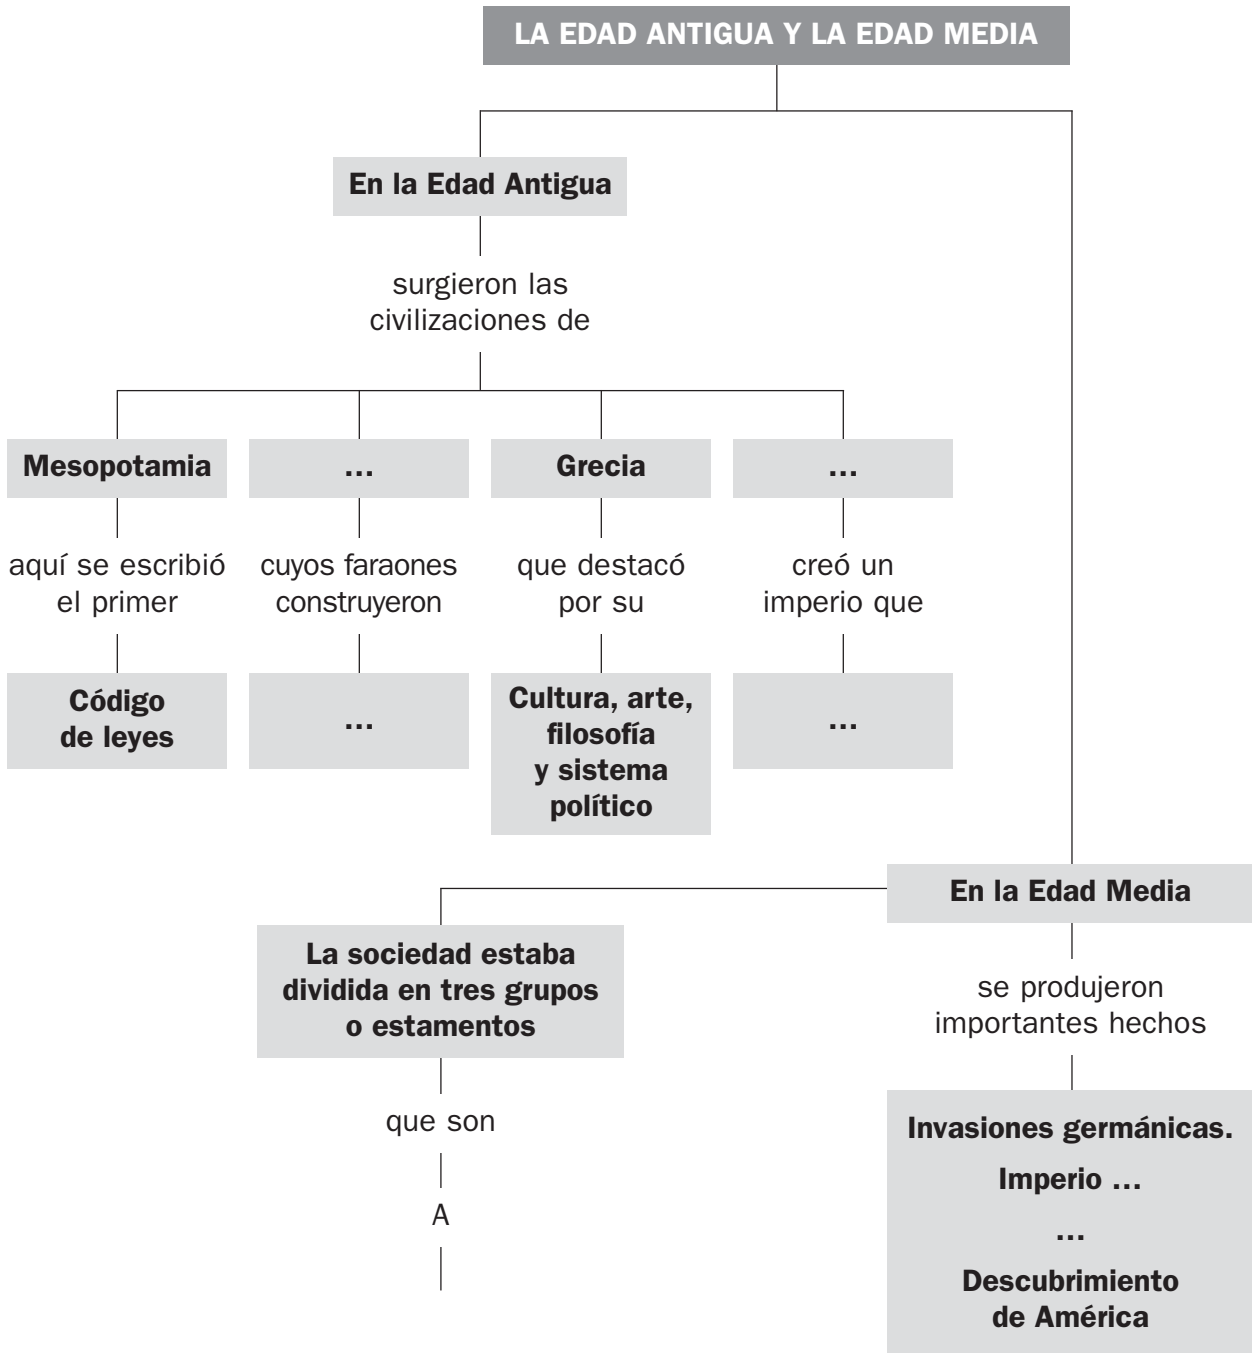 LA EDAD ANTIGUA Y LA EDAD MEDIA
En la Edad Antigua
surgieron las
civilizaciones de
Mesopotamia
...
Grecia
...
aquí se escribió
el primer
cuyos faraones
construyeron
que destacó
por su
creó un
imperio que
Código
de leyes
...
Cultura, arte,
filosofía
y sistema
político
...
En la Edad Media
La sociedad estaba
dividida en tres grupos
o estamentos
que son
A
se produjeron
importantes hechos
Invasiones germánicas.
Imperio ...
...
Descubrimiento
de América